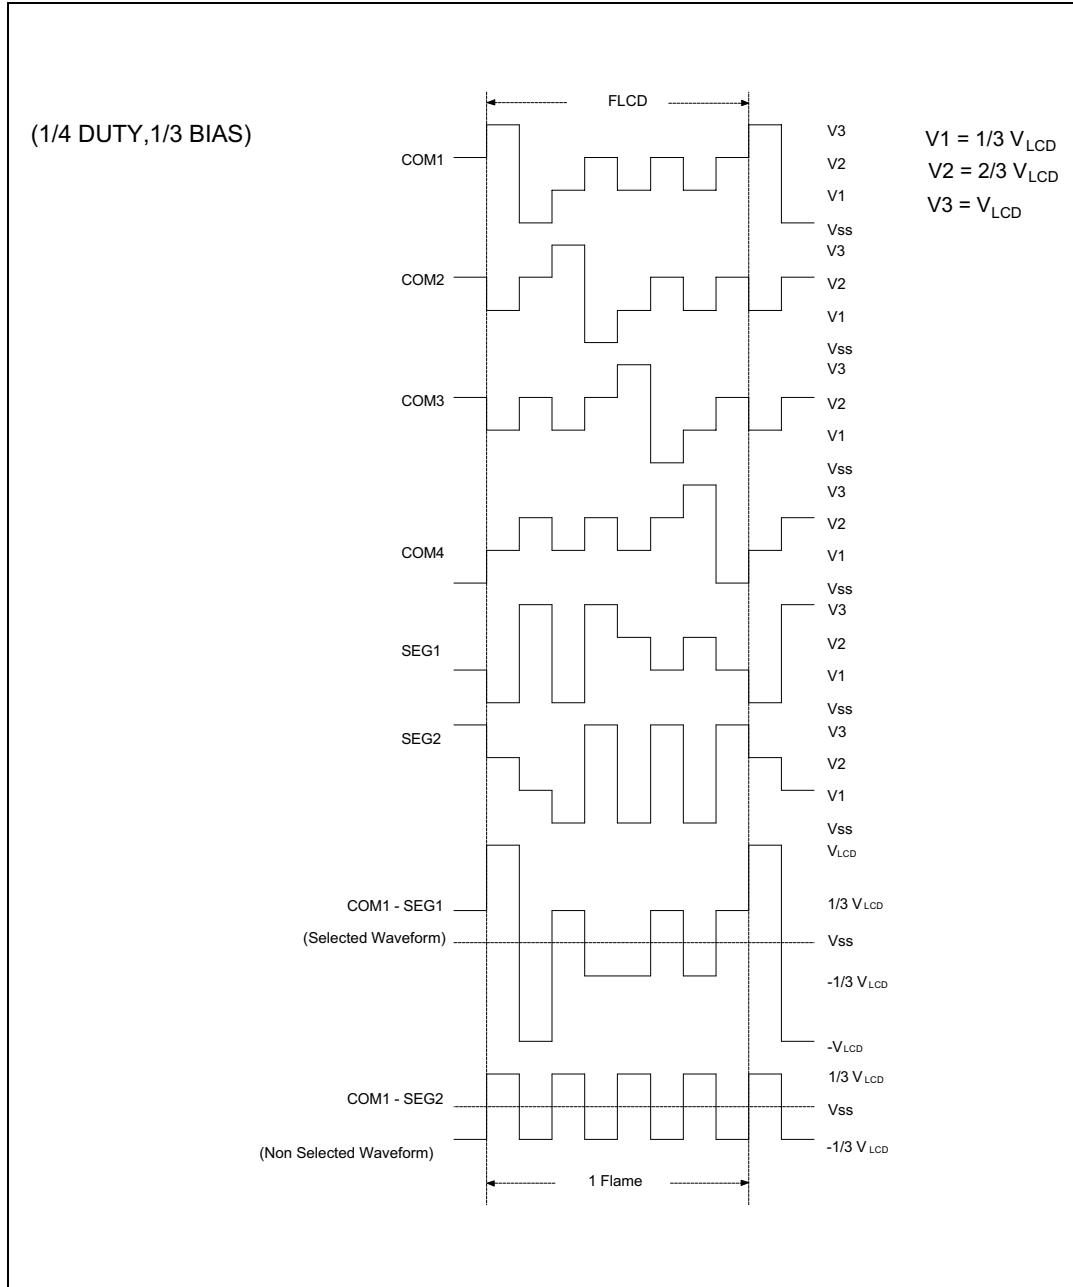 FLCD
(1/4 DUTY,1/3 BIAS)
V1 = 1/3 VLCD
V2 = 2/3 VLCD
V3 = VLCD
COM1
V3
V2
V1
Vss
COM2
V3
V2
V1
Vss
COM3
V3
V2
V1
Vss
COM4
V3
V2
V1
Vss
SEG1
V3
V2
V1
Vss
SEG2
V3
V2
V1
Vss
COM1 - SEG1
(Selected Waveform)
VLCD
1/3 VLCD
Vss
-1/3 VLCD
-VLCD
COM1 - SEG2
(Non Selected Waveform)
1/3 VLCD
Vss
-1/3 VLCD
1 Flame